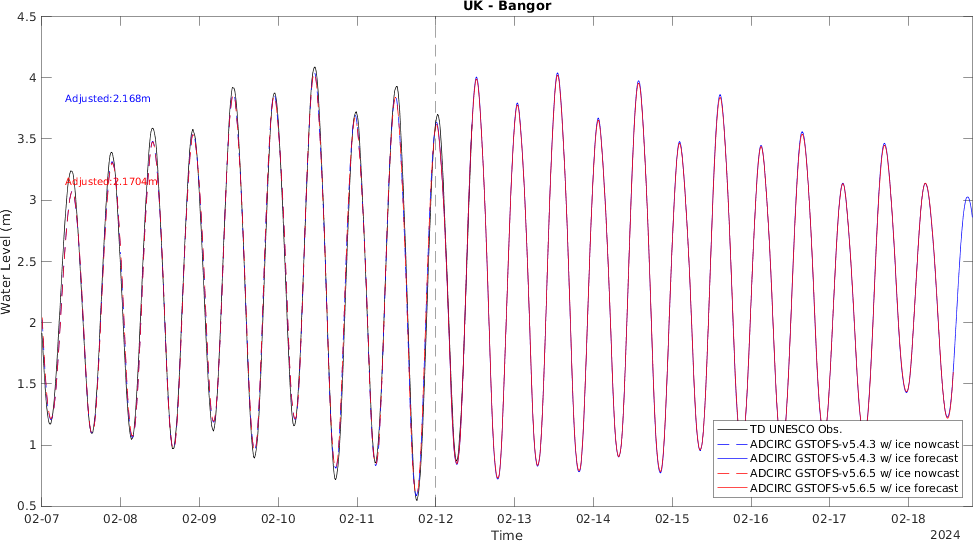 UK - Bangor
4.5
4
3.5
3
2.5
2
1.5
1
0.5
Water Level (m)
Adjusted:2.168m
Adjusted:2.1704m
TD UNESCO Obs.
ADCIRC GSTOFS-v5.4.3 w/ ice nowcast
ADCIRC GSTOFS-v5.4.3 w/ ice forecast
ADCIRC GSTOFS-v5.6.5 w/ ice nowcast
ADCIRC GSTOFS-v5.6.5 w/ ice forecast
02-07 02-08 02-09 02-10 02-11 02-12 02-13 02-14 02-15 02-16 02-17 02-18
Time
2024